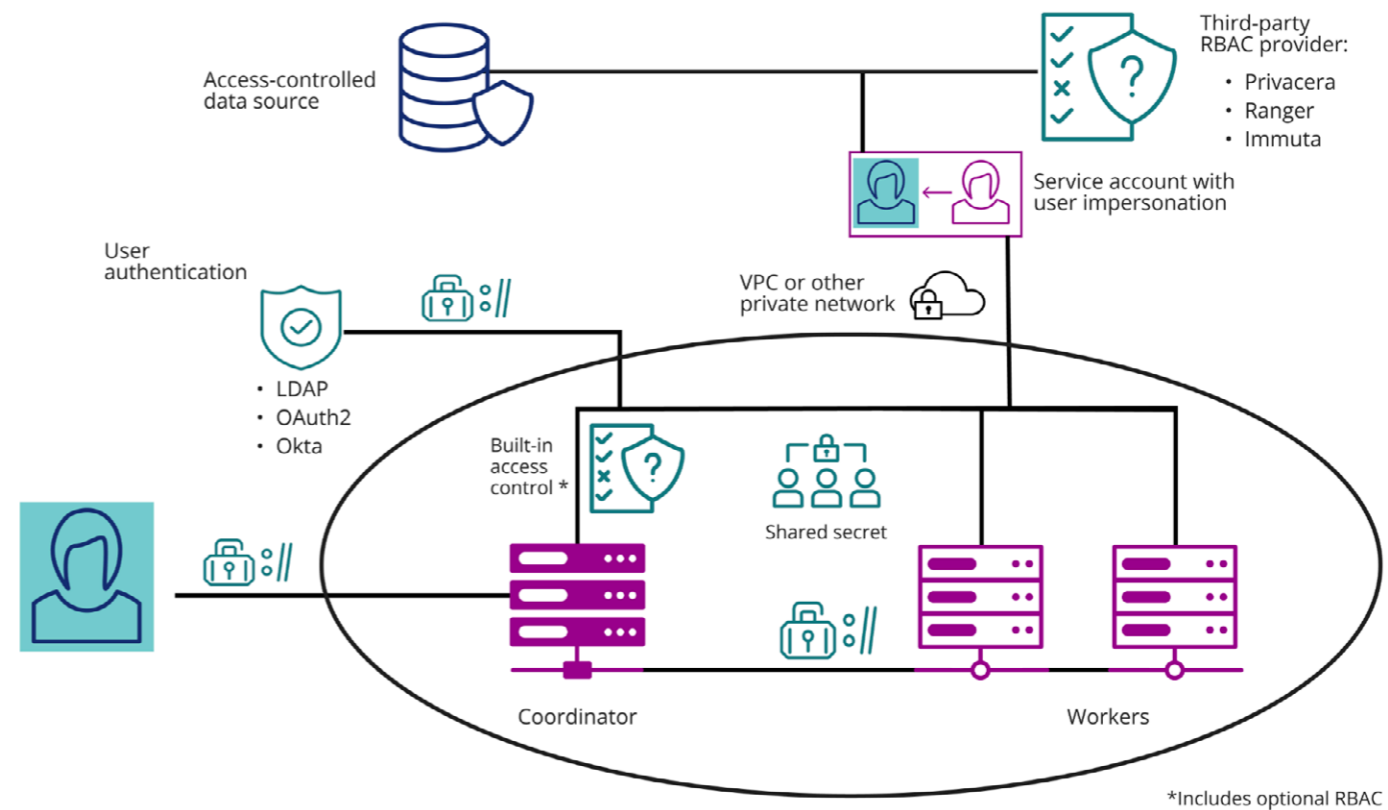 Access-controlled
data source
Third-party
RBAC provider:
• Privacera
• Ranger
• Immuta
Service account with
user impersonation
User
authentication
://
VPC or other
private network
• LDAP
• OAuth2
• Okta
Built-in
access
control *
Shared secret
://
://
Coordinator
Workers
*Includes optional RBAC